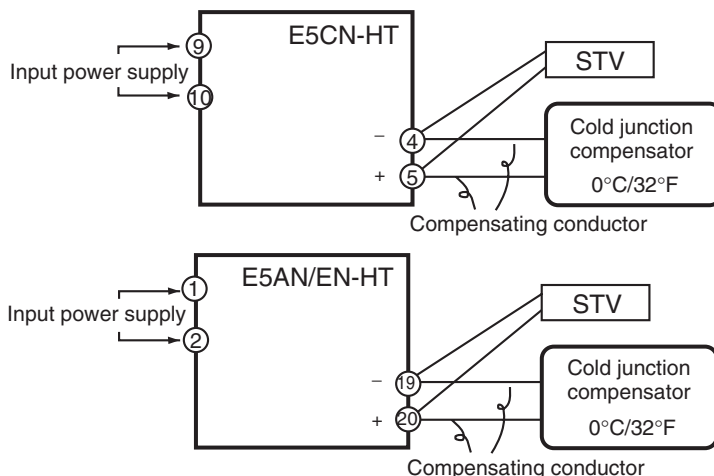 E5CN-HT
9
Input power supply
10
STV
− 4
+ 5
Cold junction
compensator
0°C/32°F
Compensating conductor
E5AN/EN-HT
1
Input power supply
2
STV
− 19
+ 20
Cold junction
compensator
0°C/32°F
Compensating conductor